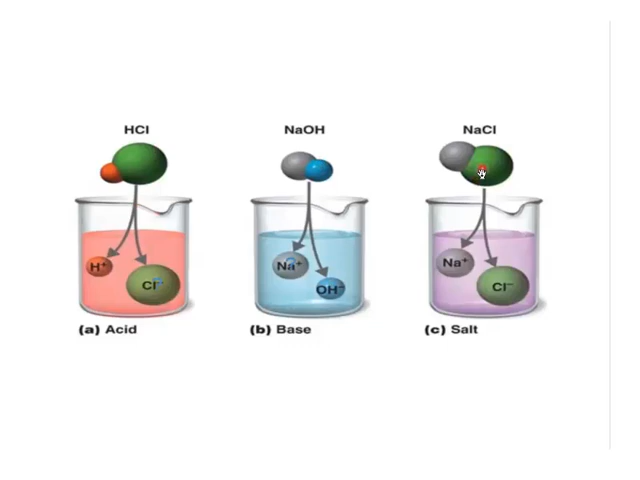 HCl
NaOH
NaCl
H⁺
Cl⁻
Na⁺
OH⁻
Na⁺
Cl⁻
(a) Acid
(b) Base
(c) Salt